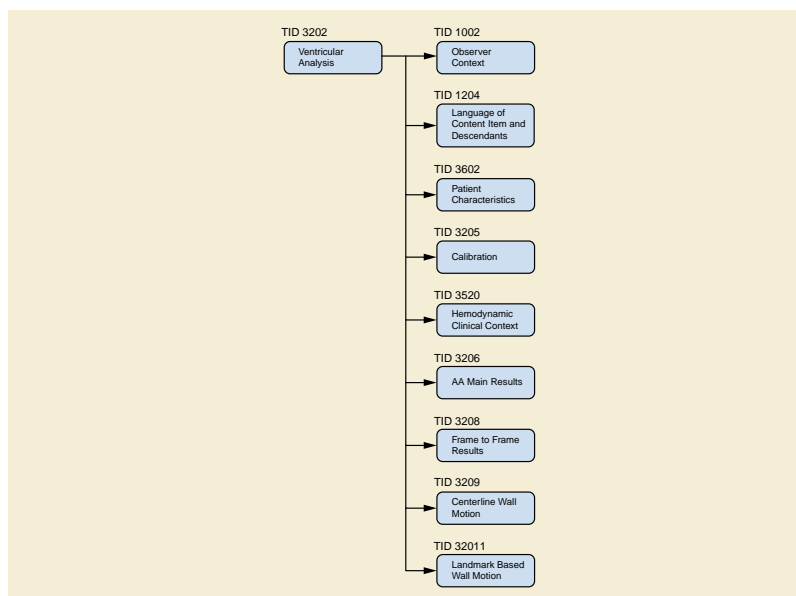 TID 3202
Ventricular
Analysis
TID 1002
Observer
Context
TID 1204
Language of
Content Item and
Descendants
TID 3602
Patient
Characteristics
TID 3205
Calibration
TID 3520
Hemodynamic
Clinical Context
TID 3206
AA Main Results
TID 3208
Frame to Frame
Results
TID 3209
Centerline Wall
Motion
TID 32011
Landmark Based
Wall Motion